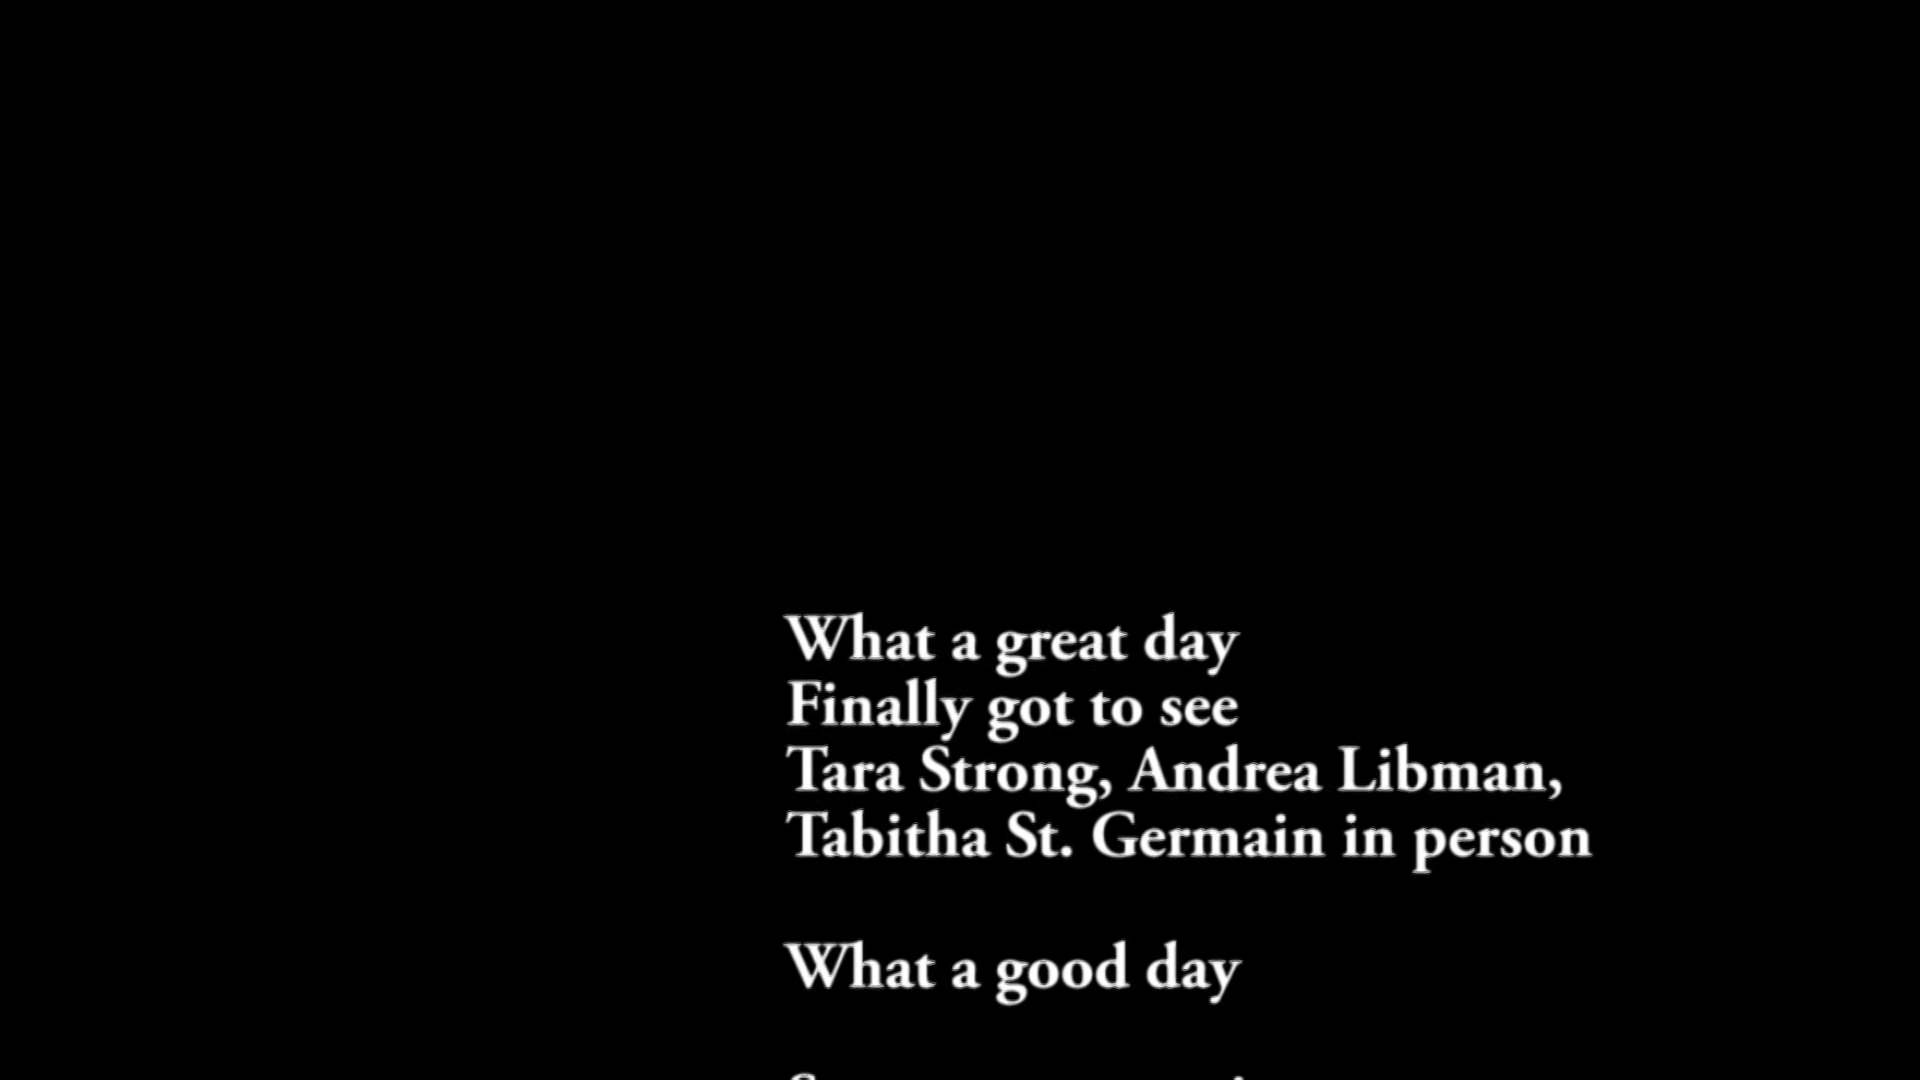 What a great day
Finally got to see
Tara Strong, Andrea Libman,
Tabitha St. Germain in person
What a good day